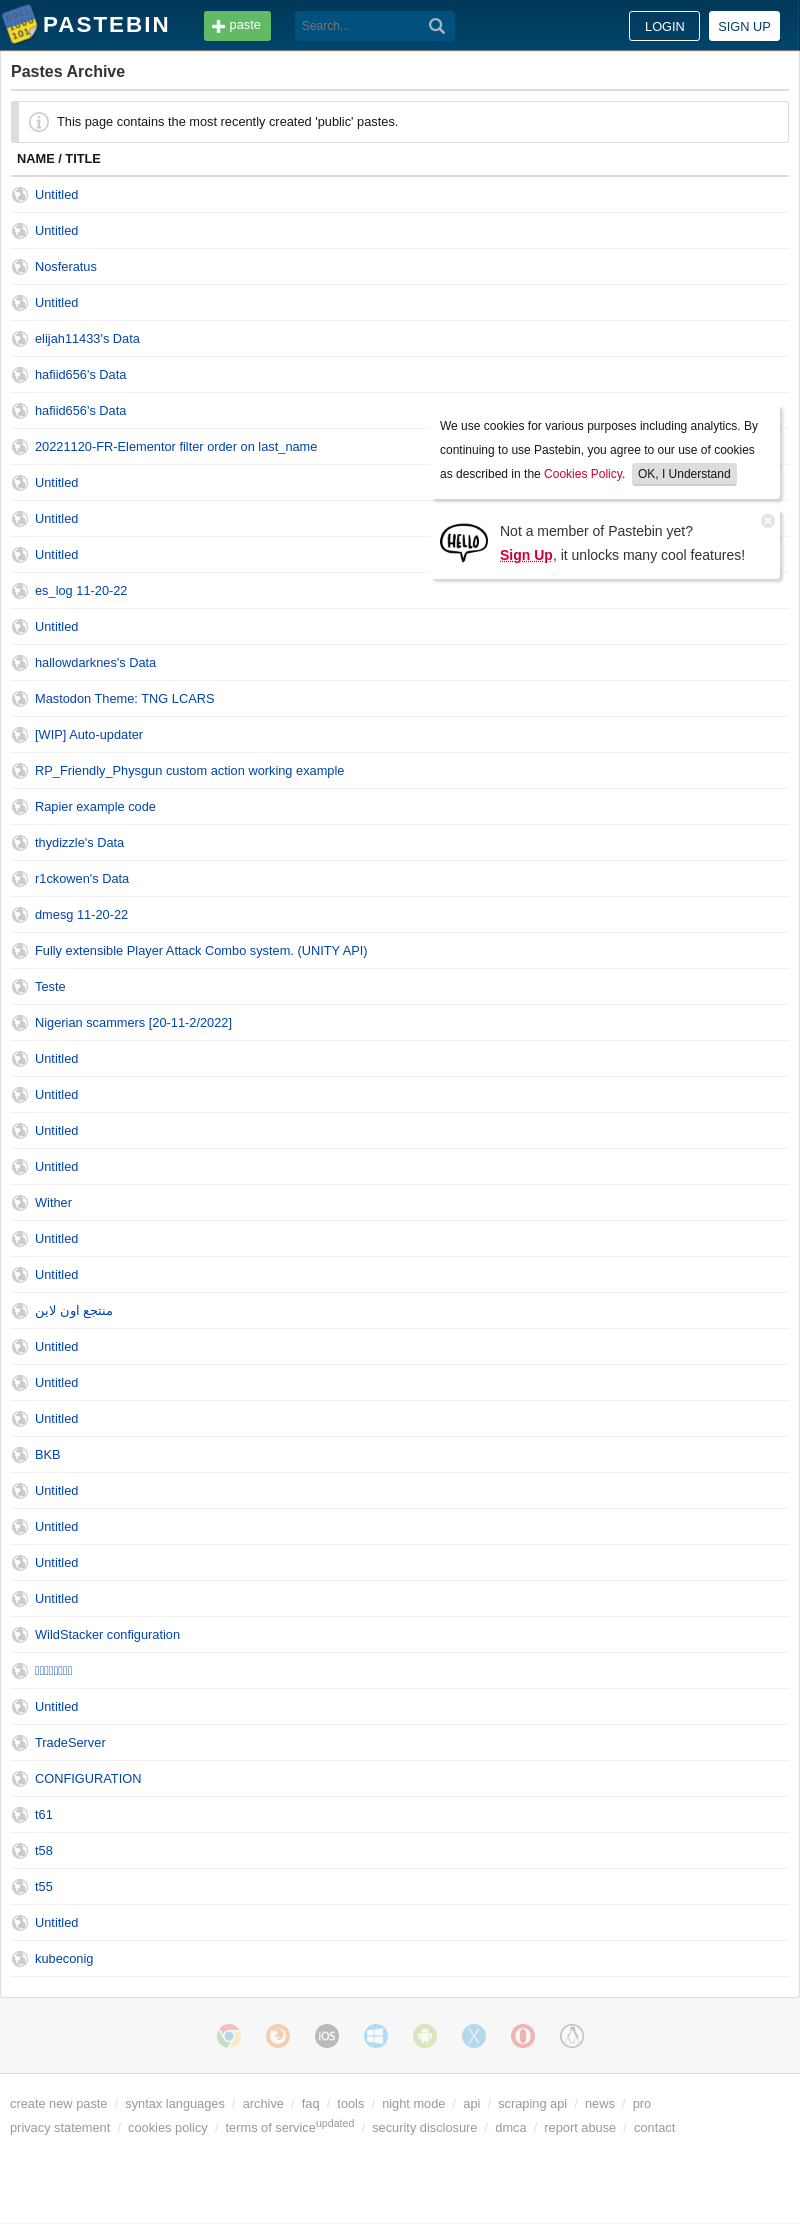 PASTEBIN
paste
Search...
LOGIN
SIGN UP
Pastes Archive
This page contains the most recently created 'public' pastes.
NAME / TITLE
Untitled
Untitled
Nosferatus
Untitled
elijah11433's Data
hafiid656's Data
hafiid656's Data
20221120-FR-Elementor filter order on last_name
Untitled
Untitled
Untitled
We use cookies for various purposes including analytics. By
continuing to use Pastebin, you agree to our use of cookies
as described in the Cookies Policy. OK, I Understand
HELLO
Not a member of Pastebin yet?
Sign Up, it unlocks many cool features!
es_log 11-20-22
Untitled
hallowdarknes's Data
Mastodon Theme: TNG LCARS
[WIP] Auto-updater
RP_Friendly_Physgun custom action working example
Rapier example code
thydizzle's Data
r1ckowen's Data
dmesg 11-20-22
Fully extensible Player Attack Combo system. (UNITY API)
Teste
Nigerian scammers [20-11-2/2022]
Untitled
Untitled
Untitled
Untitled
Wither
Untitled
Untitled
منتجع اون لاين
Untitled
Untitled
Untitled
BKB
Untitled
Untitled
Untitled
Untitled
WildStacker configuration
Untitled
TradeServer
CONFIGURATION
t61
t58
t55
Untitled
kubeconig
iOS
create new paste / syntax languages / archive / faq / tools / night mode / api / scraping api / news / pro
privacy statement / cookies policy / terms of service updated / security disclosure / dmca / report abuse / contact